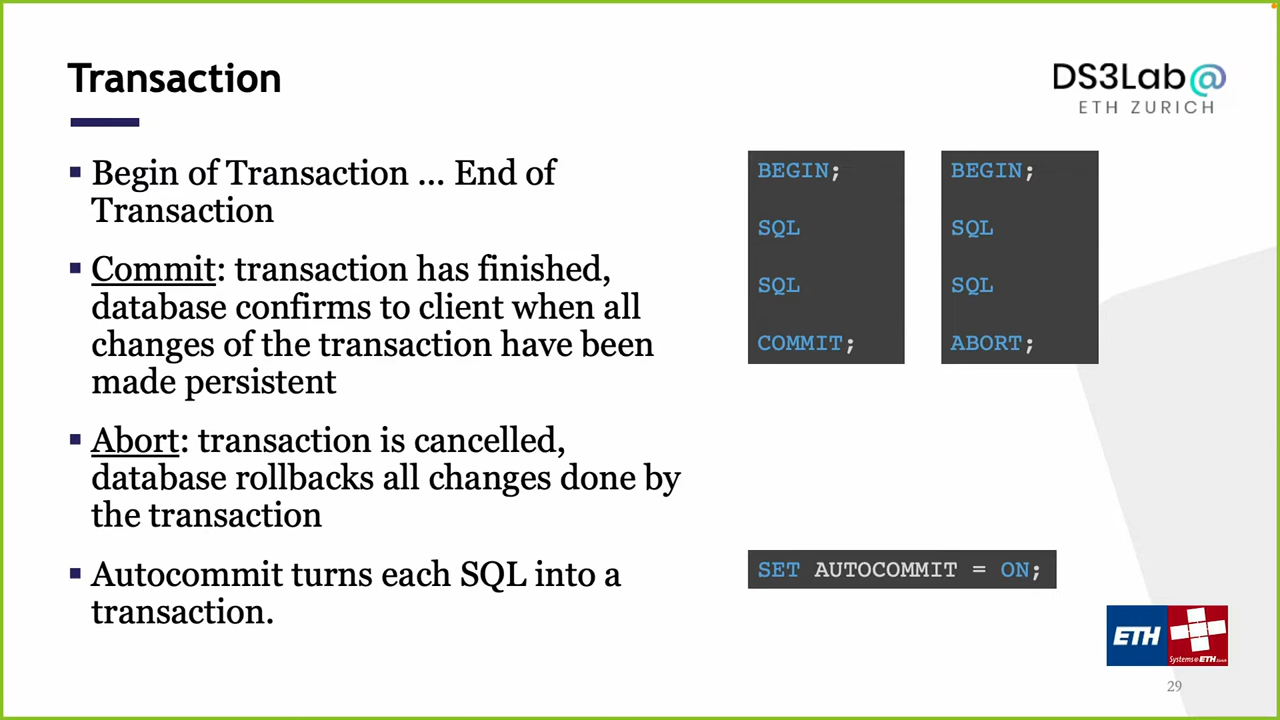 Transaction
DS3Lab@
ETH ZURICH
▪ Begin of Transaction … End of
Transaction
▪ Commit: transaction has finished,
database confirms to client when all
changes of the transaction have been
made persistent
▪ Abort: transaction is cancelled,
database rollbacks all changes done by
the transaction
▪ Autocommit turns each SQL into a
transaction.
BEGIN;
SQL
SQL
COMMIT;
BEGIN;
SQL
SQL
ABORT;
SET AUTOCOMMIT = ON;
ETH
Systems@ETH Zürich
29